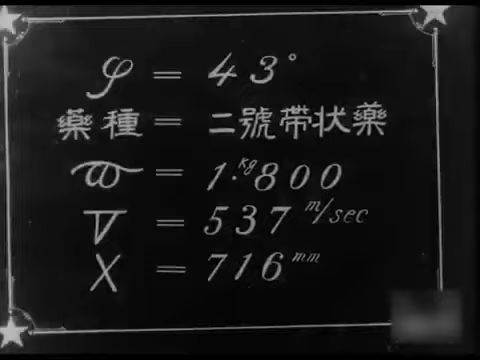 φ = 43°
藥種 = 二號帯状藥
ϖ = 1.kg800
V = 537 m/sec
X = 716 mm